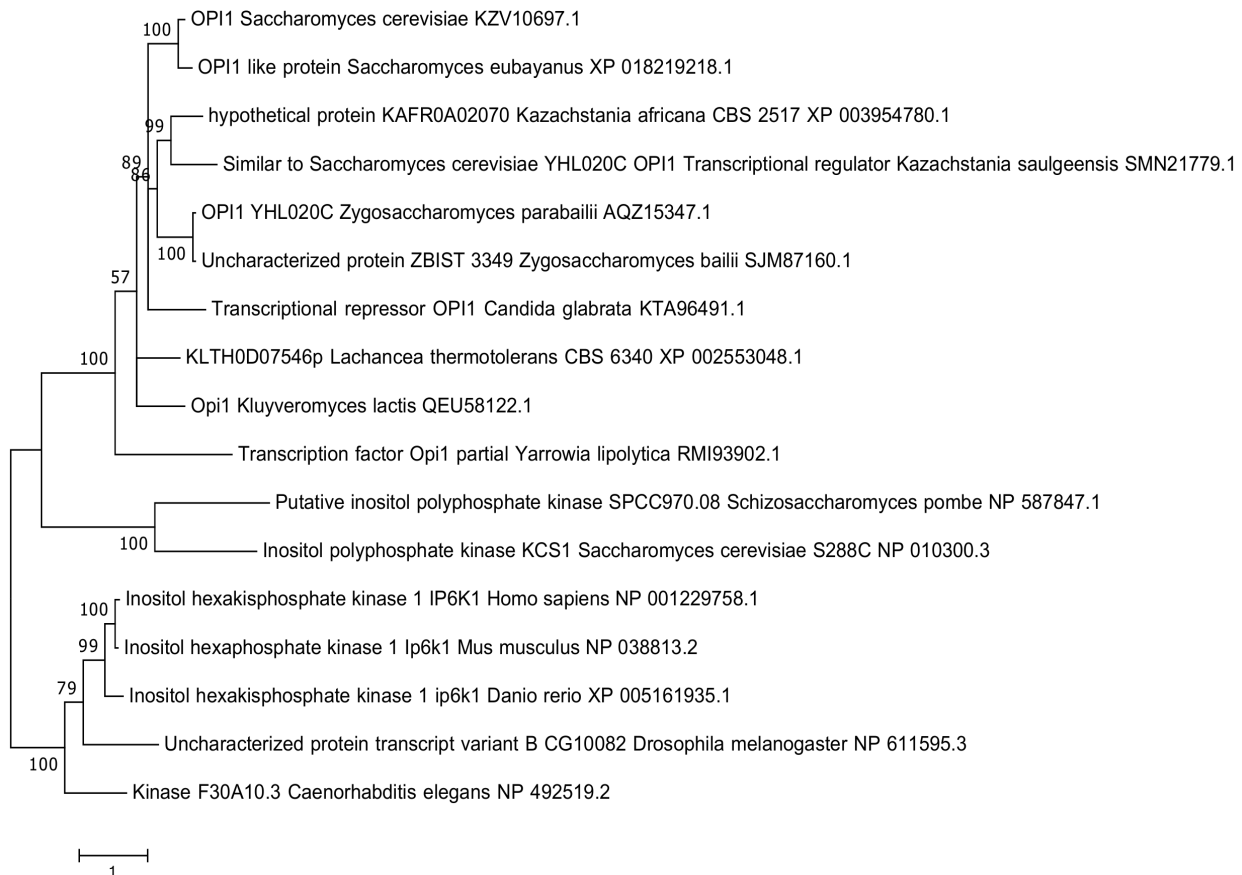 OPI1 Saccharomyces cerevisiae KZV10697.1
100
OPI1 like protein Saccharomyces eubayanus XP 018219218.1
hypothetical protein KAFR0A02070 Kazachstania africana CBS 2517 XP 003954780.1
99
89
Similar to Saccharomyces cerevisiae YHL020C OPI1 Transcriptional regulator Kazachstania saulgeensis SMN21779.1
86
OPI1 YHL020C Zygosaccharomyces parabailii AQZ15347.1
100
Uncharacterized protein ZBIST 3349 Zygosaccharomyces bailii SJM87160.1
57
Transcriptional repressor OPI1 Candida glabrata KTA96491.1
100
KLTH0D07546p Lachancea thermotolerans CBS 6340 XP 002553048.1
Opi1 Kluyveromyces lactis QEU58122.1
Transcription factor Opi1 partial Yarrowia lipolytica RMI93902.1
Putative inositol polyphosphate kinase SPCC970.08 Schizosaccharomyces pombe NP 587847.1
100
Inositol polyphosphate kinase KCS1 Saccharomyces cerevisiae S288C NP 010300.3
Inositol hexakisphosphate kinase 1 IP6K1 Homo sapiens NP 001229758.1
100
Inositol hexaphosphate kinase 1 Ip6k1 Mus musculus NP 038813.2
99
Inositol hexakisphosphate kinase 1 ip6k1 Danio rerio XP 005161935.1
79
Uncharacterized protein transcript variant B CG10082 Drosophila melanogaster NP 611595.3
100
Kinase F30A10.3 Caenorhabditis elegans NP 492519.2
1